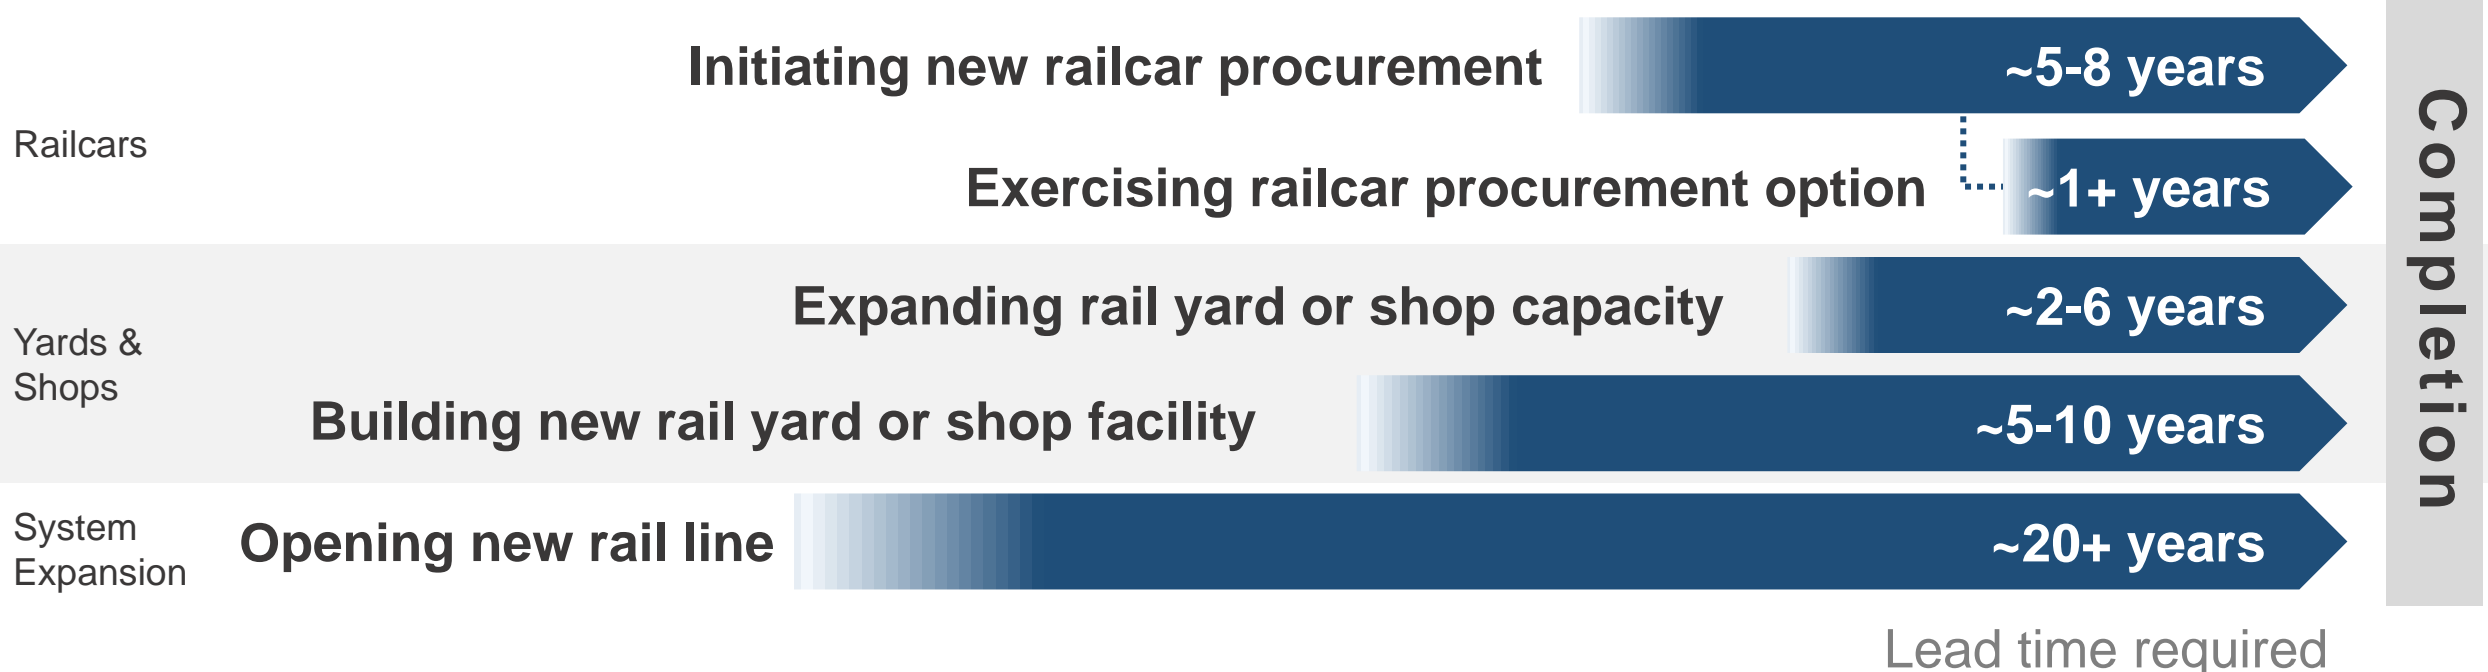 Railcars
Initiating new railcar procurement
~5-8 years
Exercising railcar procurement option
~1+ years
Yards &
Shops
Expanding rail yard or shop capacity
~2-6 years
Building new rail yard or shop facility
~5-10 years
System
Expansion
Opening new rail line
~20+ years
Completion
Lead time required